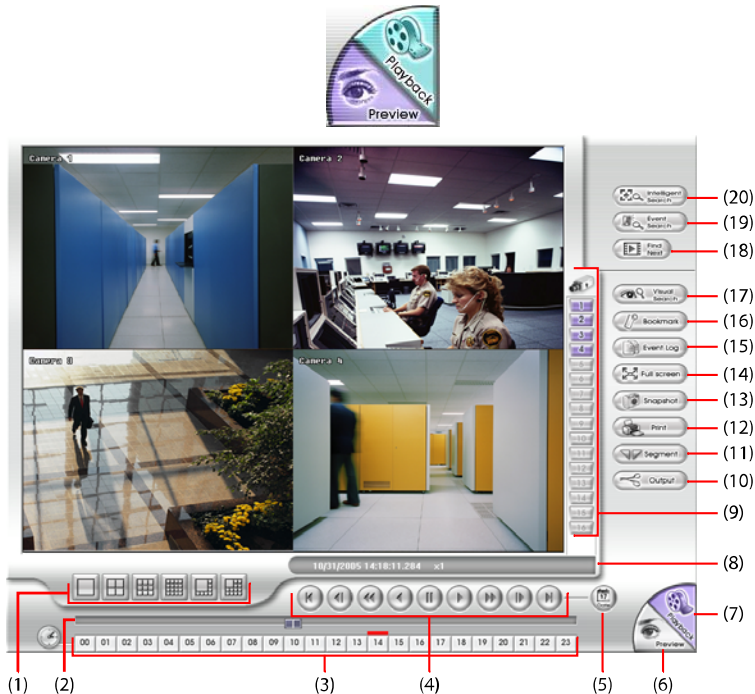 Playback
Preview
Camera 1
Camera 2
Camera 3
Camera 4
Intelligent
Search
(20)
Event
Search
(19)
Find
Next
(18)
Visual
Search
(17)
Bookmark
(16)
Event Log
(15)
Full screen
(14)
Snapshot
(13)
Print
(12)
Segment
(11)
Output
(10)
1
2
3
4
5
6
7
8
9
10
11
12
13
14
15
16
(9)
10/31/2005 14:18:11.284 x1
(8)
Playback
(7)
Preview
00 01 02 03 04 05 06 07 08 09 10 11 12 13 14 15 16 17 18 19 20 21 22 23
(1) (2) (3) (4) (5) (6)